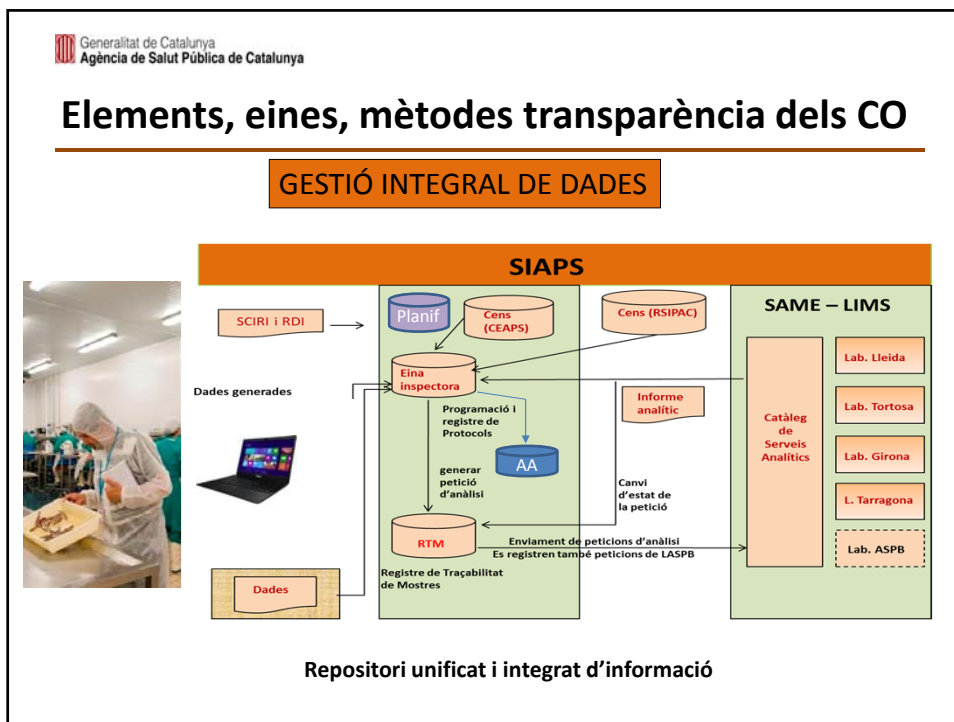 Generalitat de Catalunya
Agència de Salut Pública de Catalunya
Elements, eines, mètodes transparència dels CO
GESTIÓ INTEGRAL DE DADES
SIAPS
SCIRI i RDI
Planif
Cens
(CEAPS)
Cens (RSIPAC)
SAME – LIMS
Eina
inspectora
Dades generades
Informe
analític
Programació i
registre de
Protocols
AA
generar
petició
d'anàlisi
Canvi
d'estat de
la petició
Catàleg
de
Serveis
Analítics
Lab. Lleida
Lab. Tortosa
Lab. Girona
L. Tarragona
Lab. ASPB
RTM
Enviament de peticions d'anàlisi
Es registren també peticions de LASPB
Registre de Traçabilitat
de Mostres
Dades
Repositori unificat i integrat d'informació